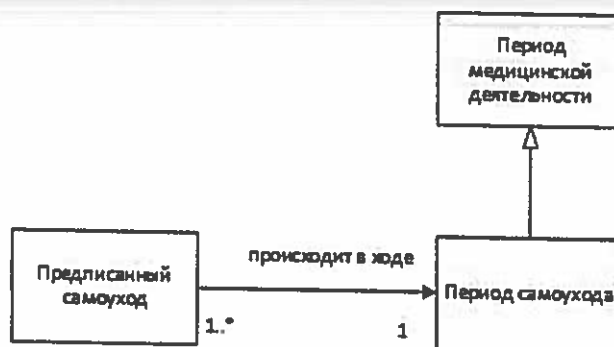 Период
медицинской
деятельности
происходит в ходе
Предписанный
самоуход
Период самоухода
1..*
1